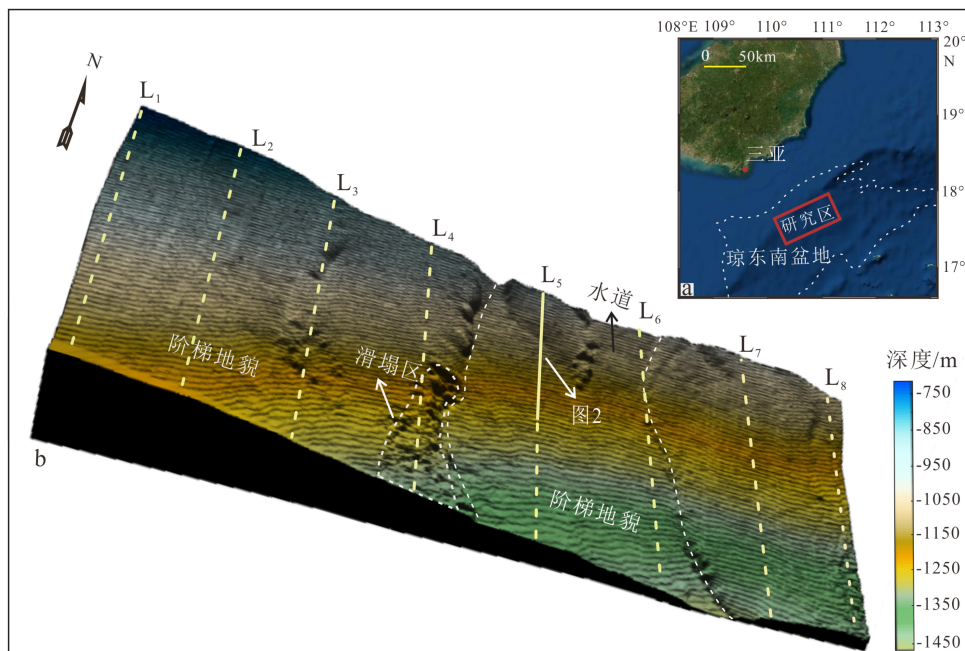 108°E 109° 110° 111° 112° 113°
20°
N
19°
18°
17°
0 50km
三亚
研究区
琼东南盆地
a
N
L₁
L₂
L₃
L₄
L₅
水道
L₆
L₇
L₈
阶梯地貌
滑塌区
图2
阶梯地貌
b
深度/m
-750
-850
-950
-1050
-1150
-1250
-1350
-1450